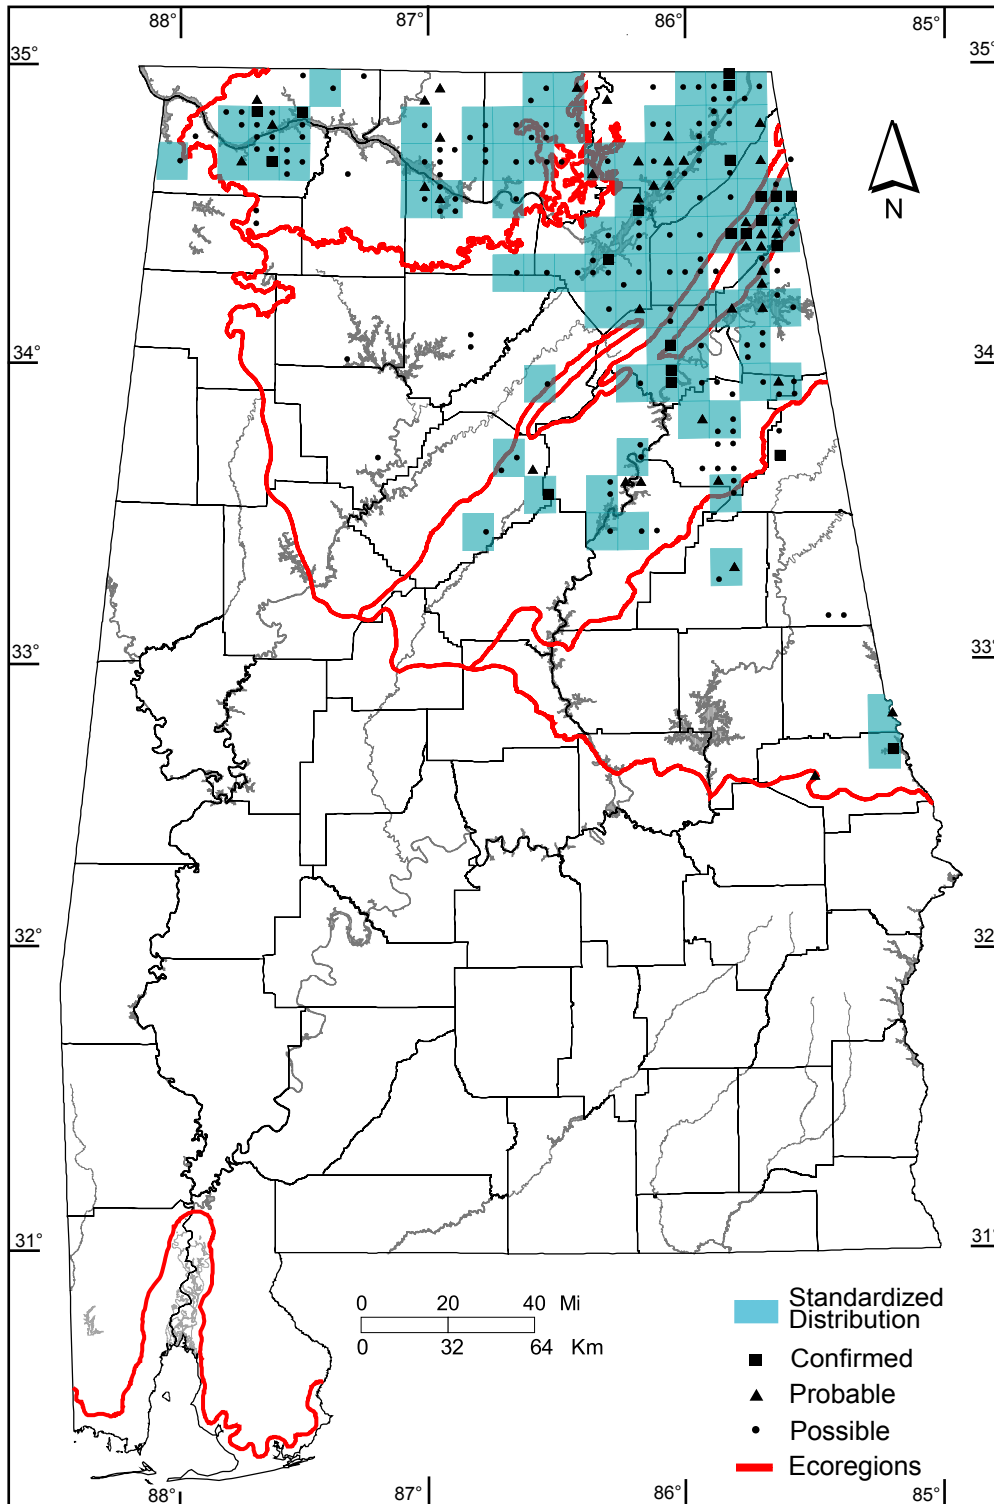 88° 87° 86° 85°
35° 35°
N
34° 34
33° 33°
32° 32
31° 31°
0 20 40 Mi
0 32 64 Km
Standardized
Distribution
Confirmed
Probable
Possible
Ecoregions
88° 87° 86° 85°